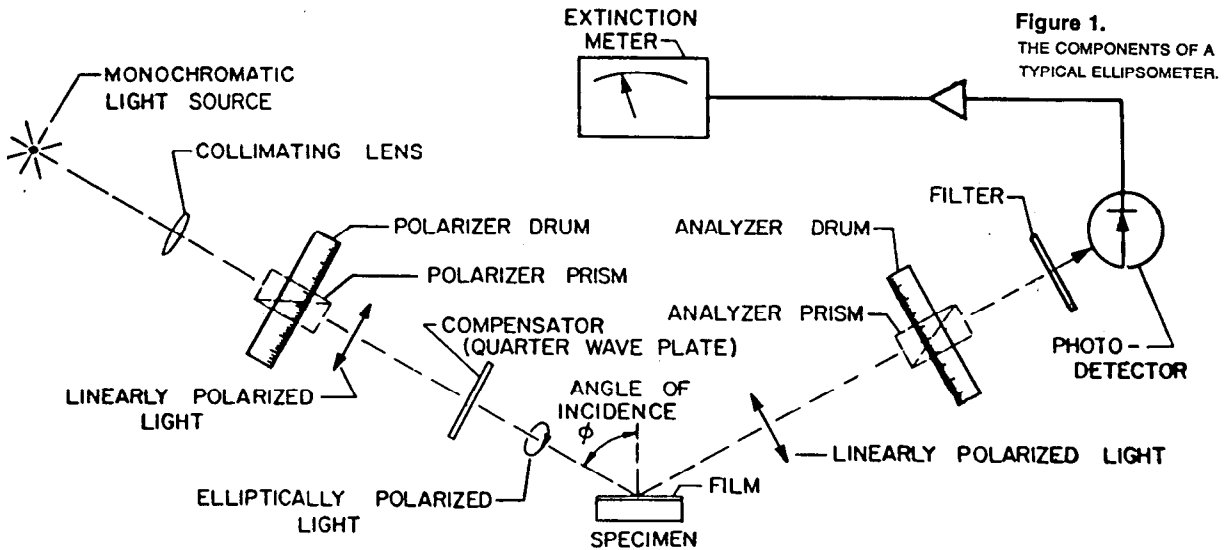 EXTINCTION
METER
Figure 1.
THE COMPONENTS OF A
TYPICAL ELLIPSOMETER.
MONOCHROMATIC
LIGHT SOURCE
COLLIMATING LENS
POLARIZER DRUM
POLARIZER PRISM
COMPENSATOR
(QUARTER WAVE PLATE)
LINEARLY POLARIZED
LIGHT
ANGLE OF
INCIDENCE
ϕ
ELLIPTICALLY POLARIZED
LIGHT
FILM
SPECIMEN
LINEARLY POLARIZED LIGHT
ANALYZER DRUM
ANALYZER PRISM
FILTER
PHOTO-
DETECTOR